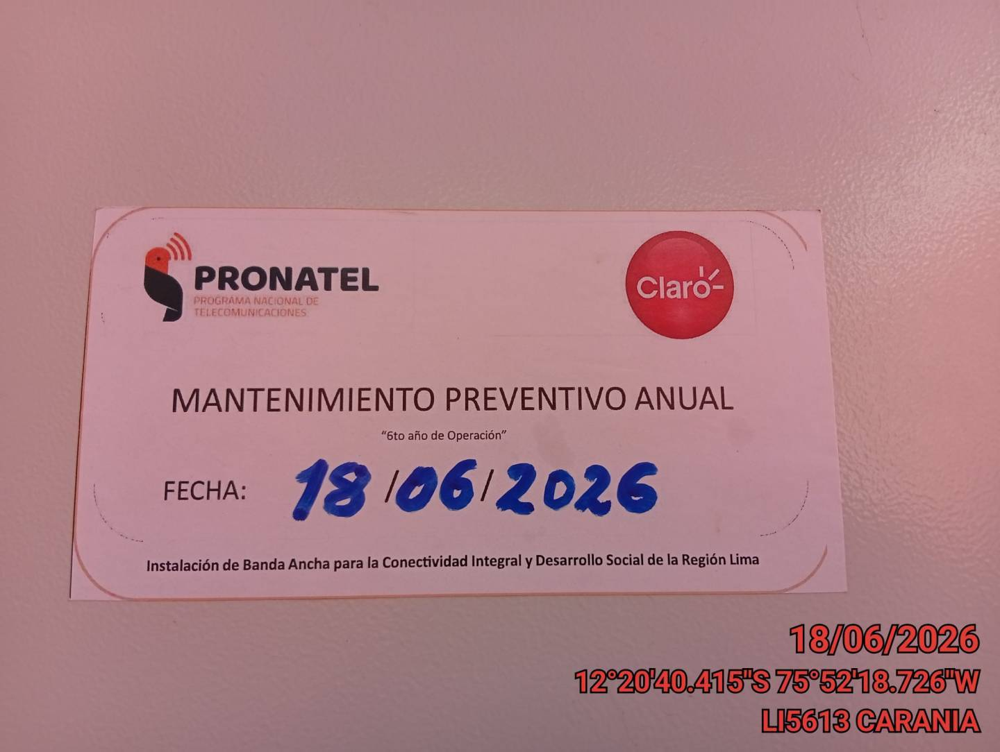 PRONATEL
PROGRAMA NACIONAL DE
TELECOMUNICACIONES
Claro
MANTENIMIENTO PREVENTIVO ANUAL
“6to año de Operación”
FECHA: 18/06/2026
Instalación de Banda Ancha para la Conectividad Integral y Desarrollo Social de la Región Lima
18/06/2026
12°20'40.415"S 75°52'18.726"W
LI5613 CARANIA